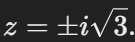 z = ±i√3.